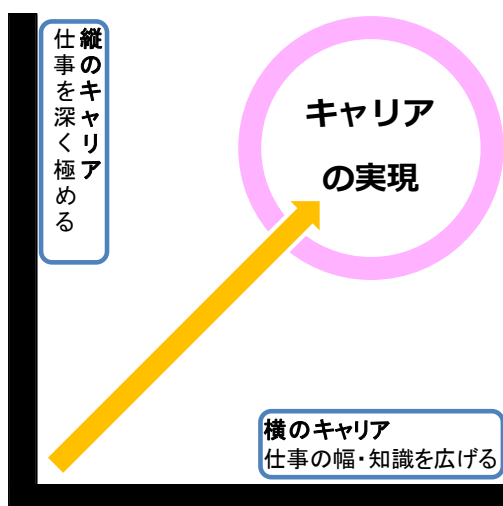 縦のキャリア
仕事を深く極める
キャリア
の実現
横のキャリア
仕事の幅・知識を広げる